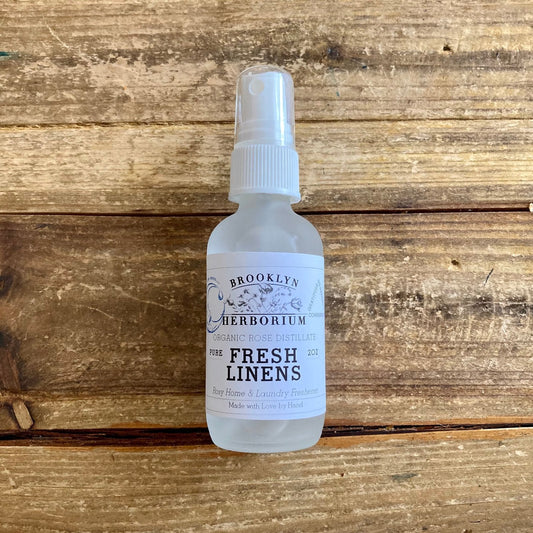 BROOKLYN
HERBORIUM
ORGANIC ROSE DISTILLATE
PURE FRESH 2OZ
LINENS
Rosy Home & Laundry Freshener
Made with Love by Hand